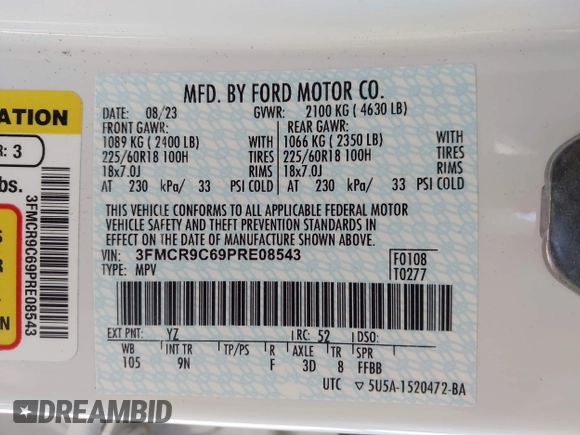 MFD. BY FORD MOTOR CO.
DATE: 08/23 GVWR: 2100 KG ( 4630 LB)
FRONT GAWR: REAR GAWR:
1089 KG ( 2400 LB) WITH 1066 KG ( 2350 LB) WITH
225/60R18 100H TIRES 225/60R18 100H TIRES
18x7.0J RIMS 18x7.0J RIMS
AT 230 kPa/ 33 PSI COLD AT 230 kPa/ 33 PSI COLD
THIS VEHICLE CONFORMS TO ALL APPLICABLE FEDERAL MOTOR
VEHICLE SAFETY AND THEFT PREVENTION STANDARDS IN
EFFECT ON THE DATE OF MANUFACTURE SHOWN ABOVE.
VIN: 3FMCR9C69PRE08543 F0108
TYPE: MPV T0277
EXT PNT: YZ RC: 52 DSO:
WB INT TR TP/PS R AXLE TR SPR
105 9N F 3D 8 FFBB
UTC ▽ 5U5A-1520472-BA
R: 3
bs.
3FMCR9C69PRE08543
DREAMBID